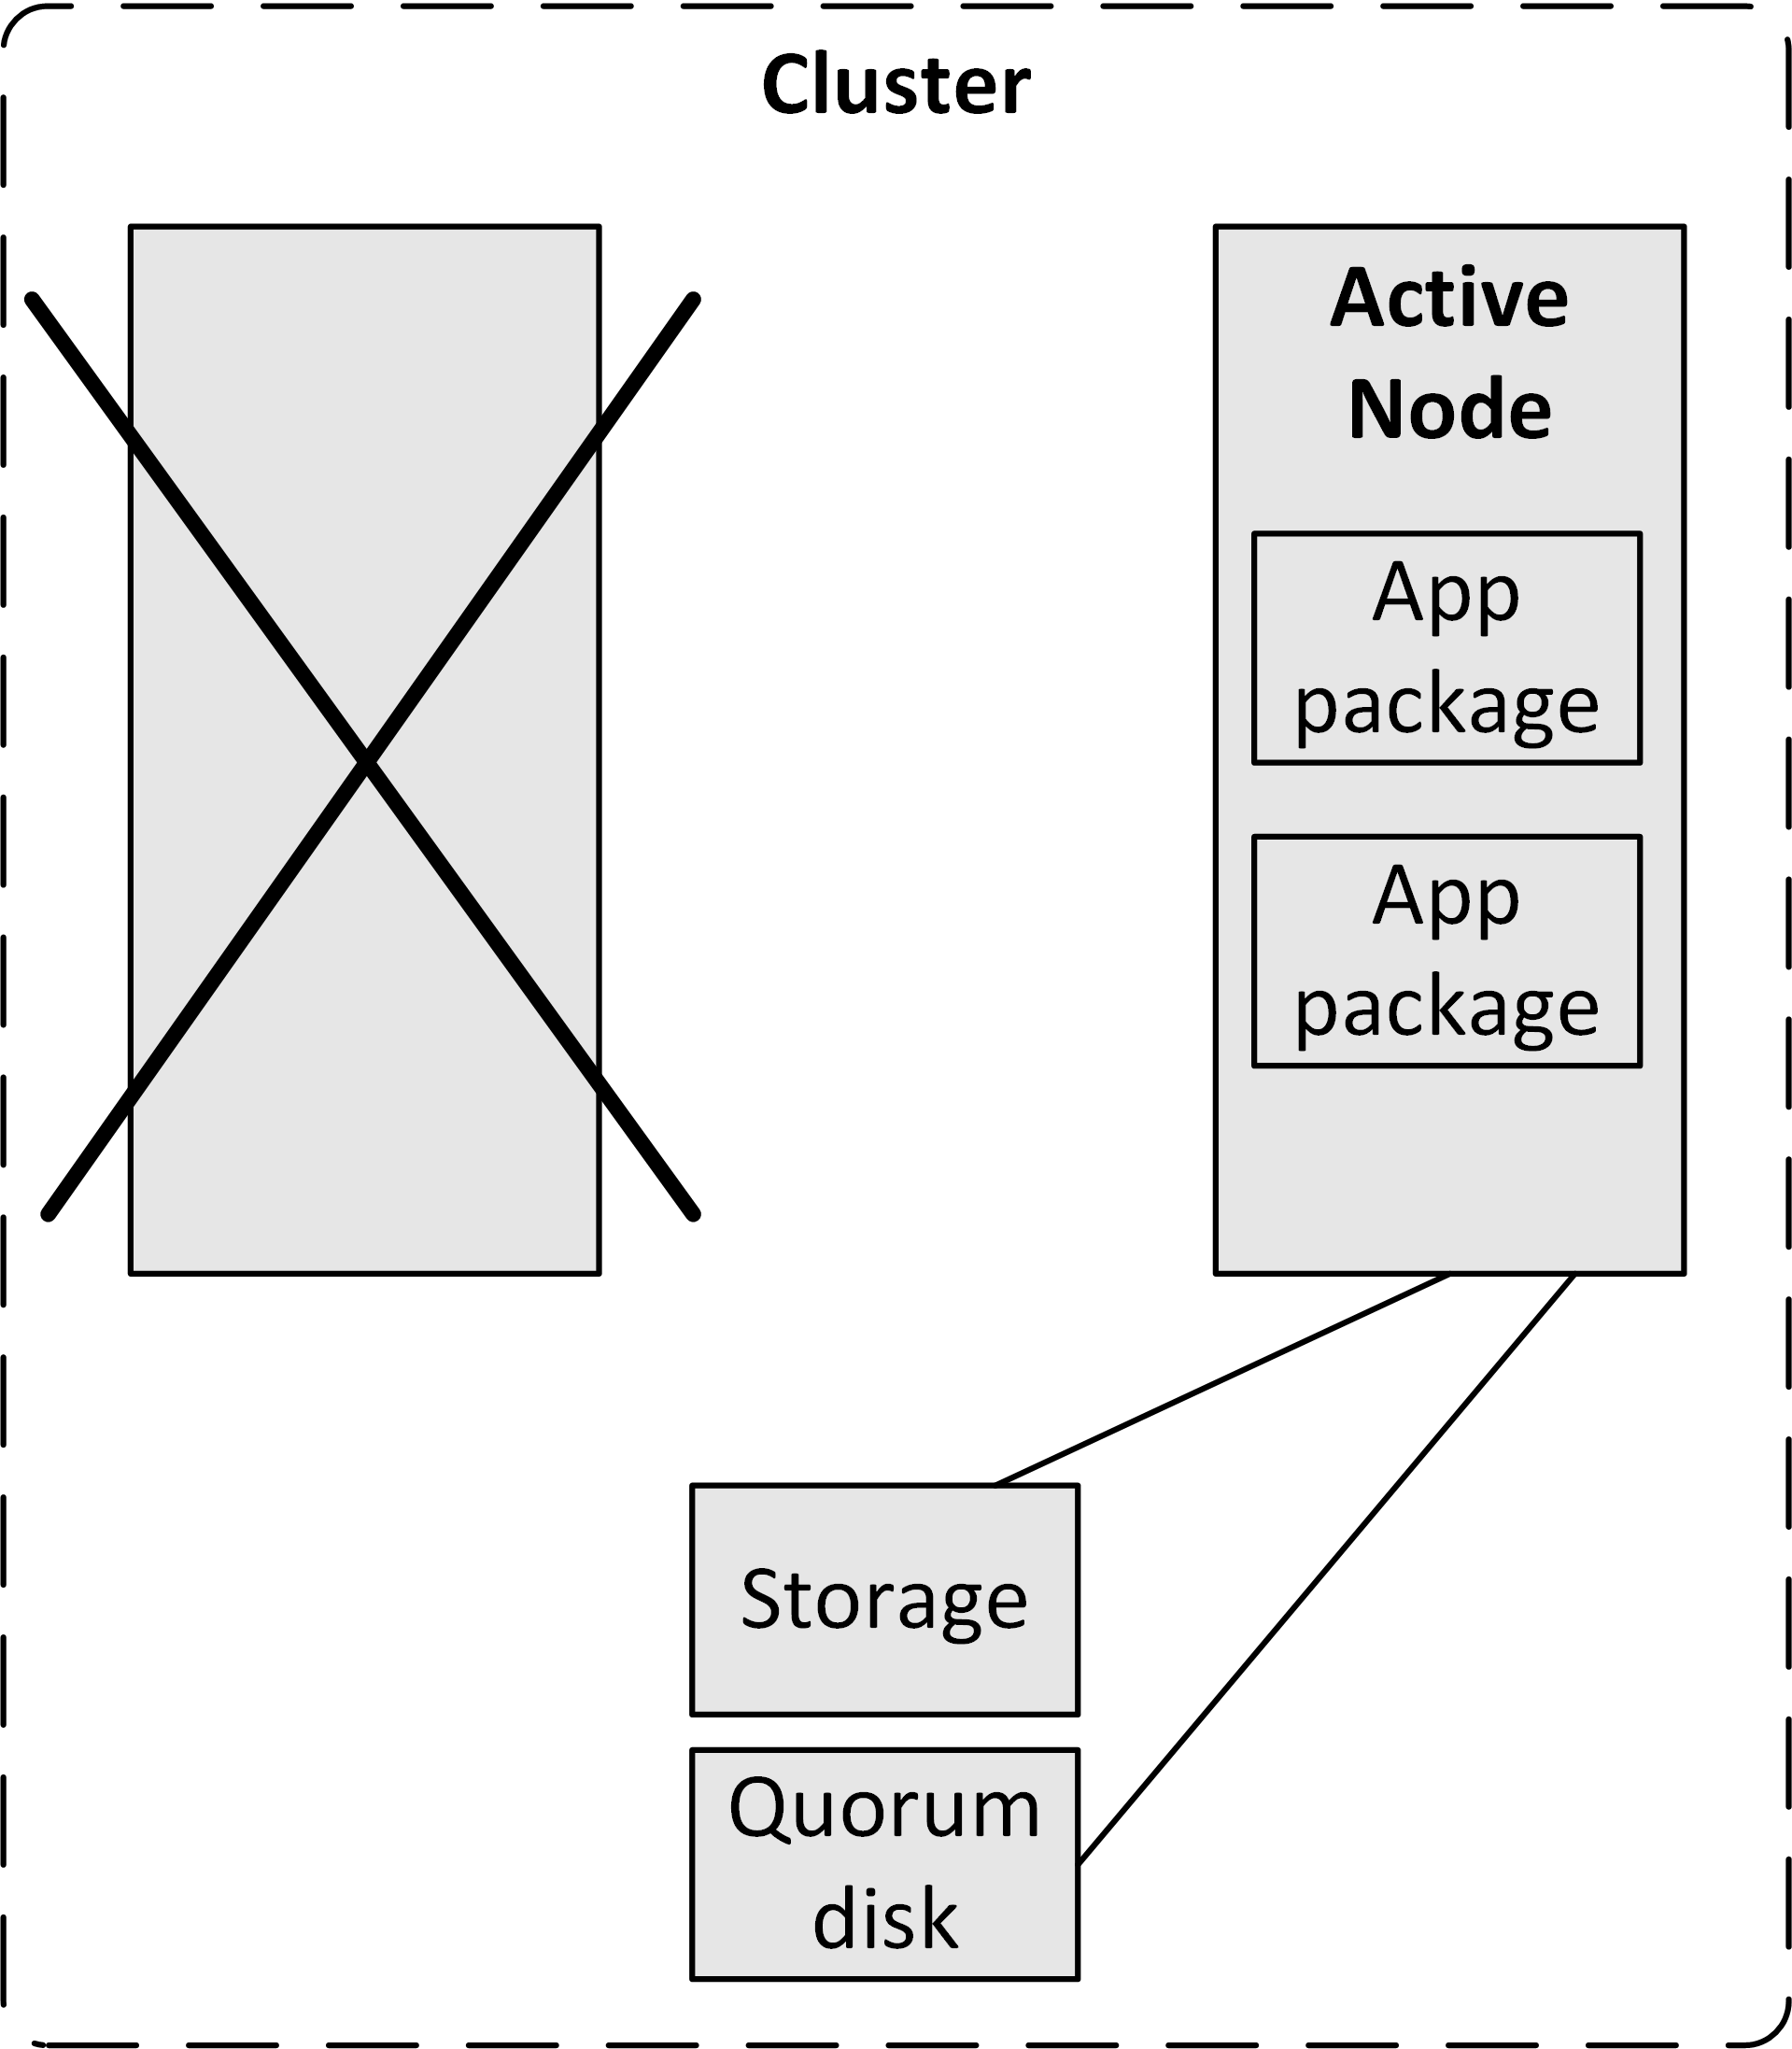 Cluster
Active
Node
App
package
App
package
Storage
Quorum
disk